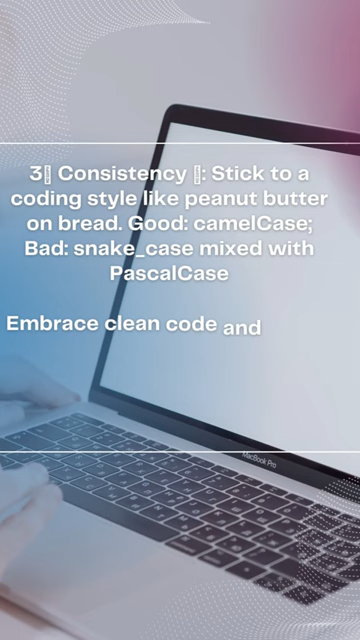 3▯ Consistency ▯: Stick to a
coding style like peanut butter
on bread. Good: camelCase;
Bad: snake_case mixed with
PascalCase
Embrace clean code and
MacBook Pro